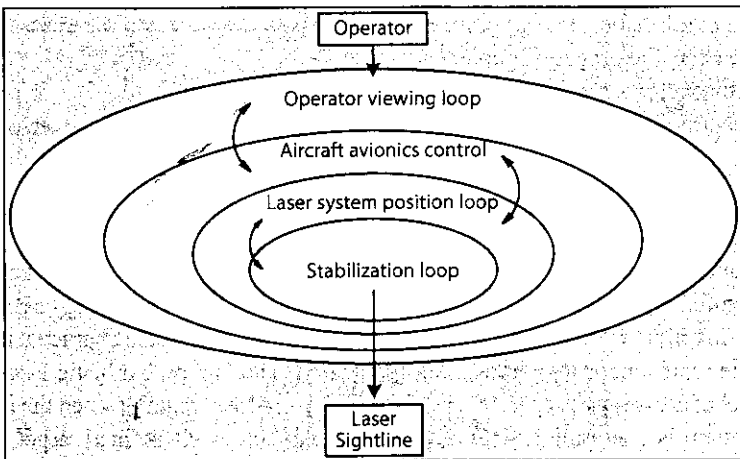 Operator
Operator viewing loop
Aircraft avionics control
Laser system position loop
Stabilization loop
Laser
Sightline